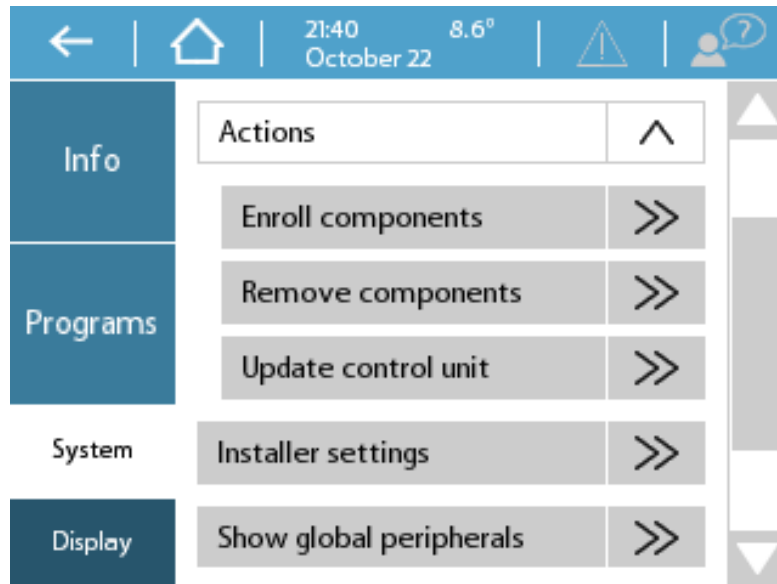 21:40 8.6°
October 22
?
Info
Programs
System
Display
Actions
Enroll components
Remove components
Update control unit
Installer settings
Show global peripherals